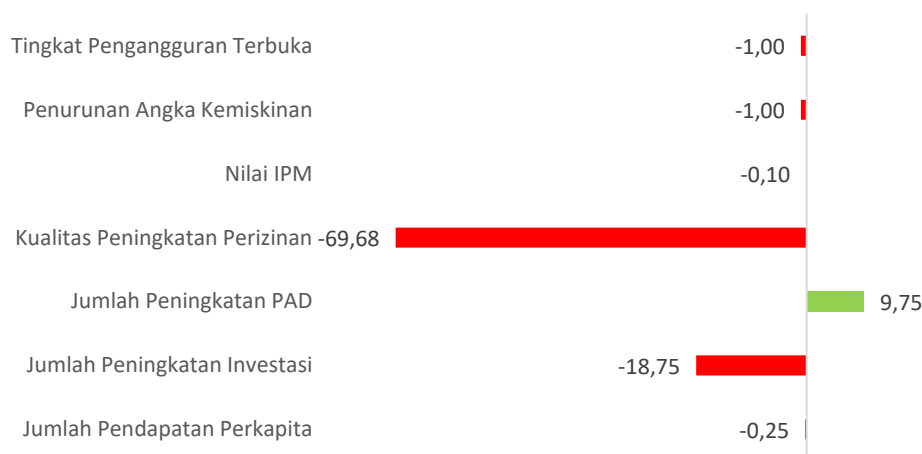 Tingkat Pengangguran Terbuka -1,00
Penurunan Angka Kemiskinan -1,00
Nilai IPM -0,10
Kualitas Peningkatan Perizinan -69,68
Jumlah Peningkatan PAD 9,75
Jumlah Peningkatan Investasi -18,75
Jumlah Pendapatan Perkapita -0,25